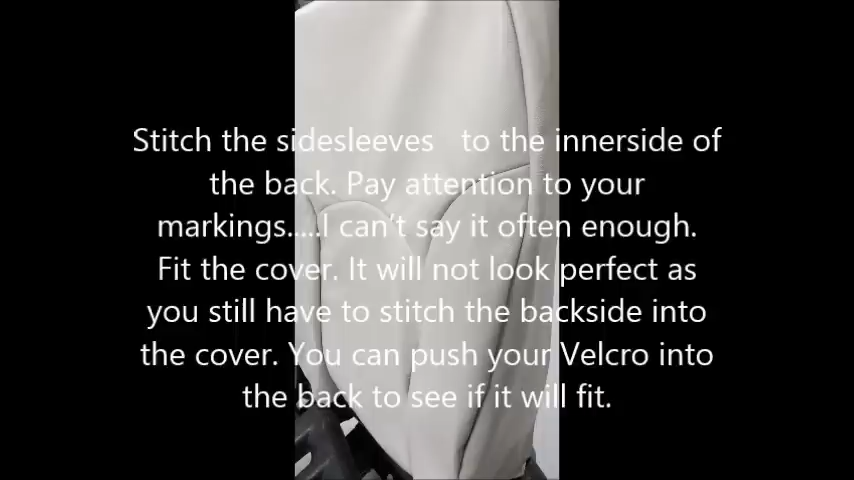 Stitch the sidesleeves to the innerside of
the back. Pay attention to your
markings.....I can't say it often enough.
Fit the cover. It will not look perfect as
you still have to stitch the backside into
the cover. You can push your Velcro into
the back to see if it will fit.